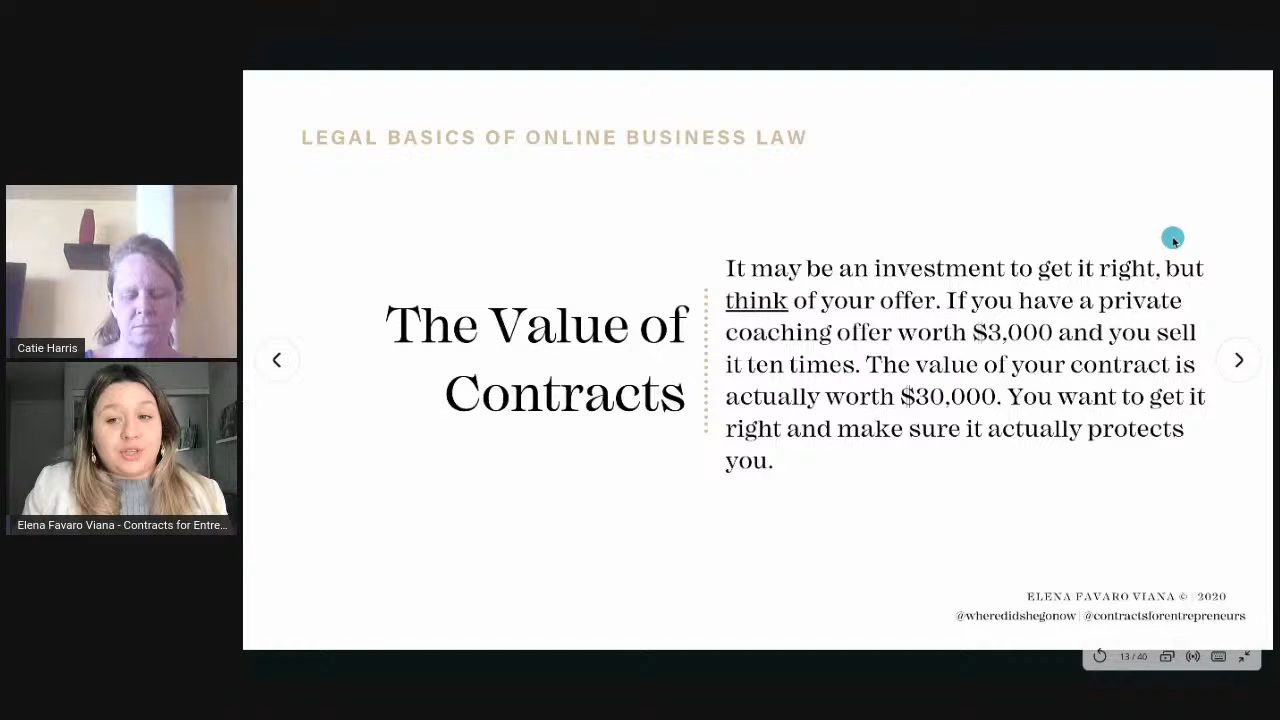 LEGAL BASICS OF ONLINE BUSINESS LAW
The Value of
Contracts
It may be an investment to get it right, but
think of your offer. If you have a private
coaching offer worth $3,000 and you sell
it ten times. The value of your contract is
actually worth $30,000. You want to get it
right and make sure it actually protects
you.
Catie Harris
Elena Favaro Viana - Contracts for Entre...
ELENA FAVARO VIANA © | 2020
@wheredidshegonow | @contractsforentrepreneurs
13 / 40